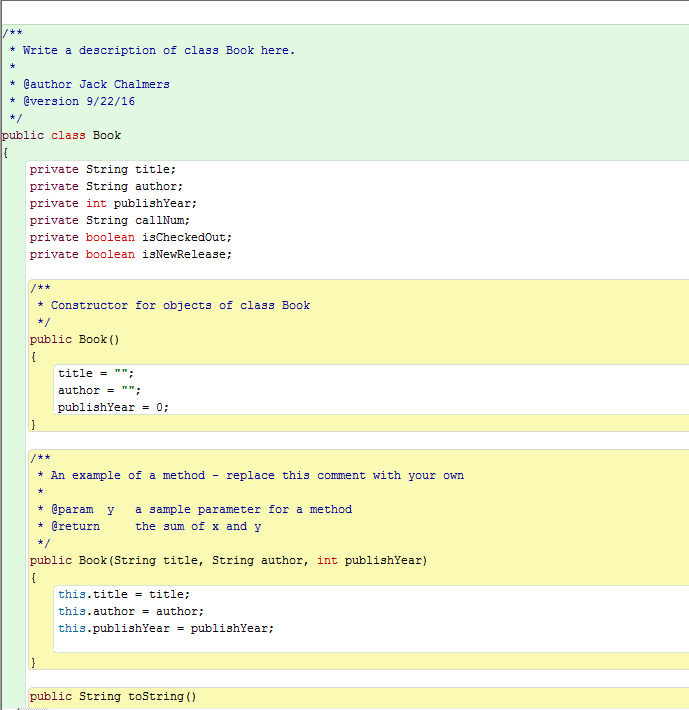 /**
 * Write a description of class Book here.
 *
 * @author Jack Chalmers
 * @version 9/22/16
 */
public class Book
{
    private String title;
    private String author;
    private int publishYear;
    private String callNum;
    private boolean isCheckedOut;
    private boolean isNewRelease;
    /**
     * Constructor for objects of class Book
     */
    public Book()
    {
        title = "";
        author = "";
        publishYear = 0;
    }
    /**
     * An example of a method - replace this comment with your own
     *
     * @param  y   a sample parameter for a method
     * @return     the sum of x and y
     */
    public Book(String title, String author, int publishYear)
    {
        this.title = title;
        this.author = author;
        this.publishYear = publishYear;
    }
    public String toString()